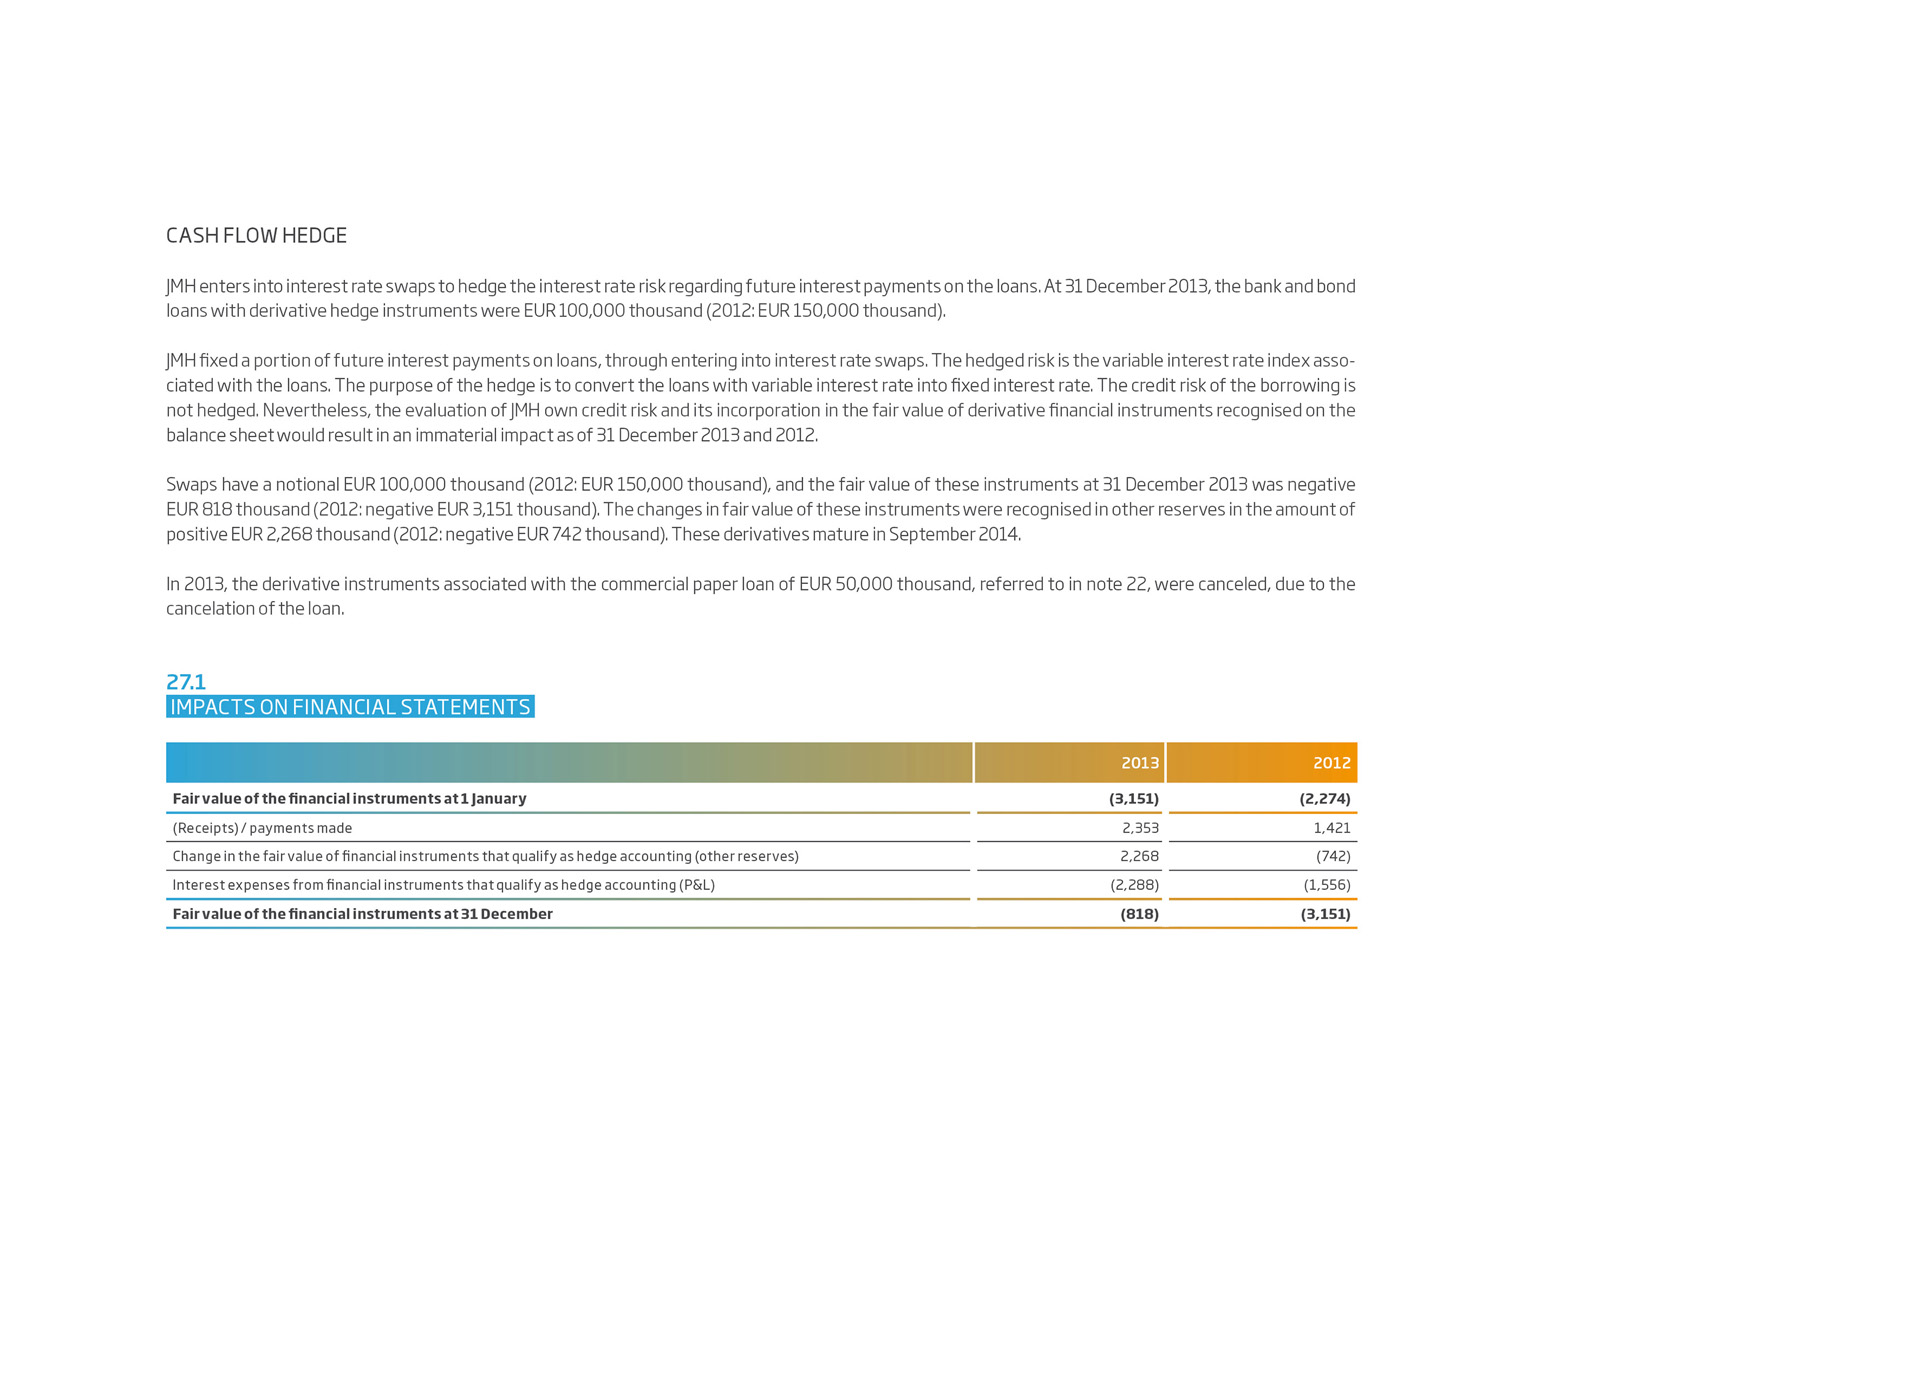 CASH FLOW HEDGE
JMH enters into interest rate swaps to hedge the interest rate risk regarding future interest payments on the loans. At 31 December 2013, the bank and bond
loans with derivative hedge instruments were EUR 100,000 thousand (2012: EUR 150,000 thousand).
JMH fixed a portion of future interest payments on loans, through entering into interest rate swaps. The hedged risk is the variable interest rate index asso-
ciated with the loans. The purpose of the hedge is to convert the loans with variable interest rate into fixed interest rate. The credit risk of the borrowing is
not hedged. Nevertheless, the evaluation of JMH own credit risk and its incorporation in the fair value of derivative financial instruments recognised on the
balance sheet would result in an immaterial impact as of 31 December 2013 and 2012.
Swaps have a notional EUR 100,000 thousand (2012: EUR 150,000 thousand), and the fair value of these instruments at 31 December 2013 was negative
EUR 818 thousand (2012: negative EUR 3,151 thousand). The changes in fair value of these instruments were recognised in other reserves in the amount of
positive EUR 2,268 thousand (2012: negative EUR 742 thousand). These derivatives mature in September 2014.
In 2013, the derivative instruments associated with the commercial paper loan of EUR 50,000 thousand, referred to in note 22, were canceled, due to the
cancelation of the loan.
27.1
IMPACTS ON FINANCIAL STATEMENTS
2013 2012
Fair value of the financial instruments at 1 January (3,151) (2,274)
(Receipts) / payments made 2,353 1,421
Change in the fair value of financial instruments that qualify as hedge accounting (other reserves) 2,268 (742)
Interest expenses from financial instruments that qualify as hedge accounting (P&L) (2,288) (1,556)
Fair value of the financial instruments at 31 December (818) (3,151)